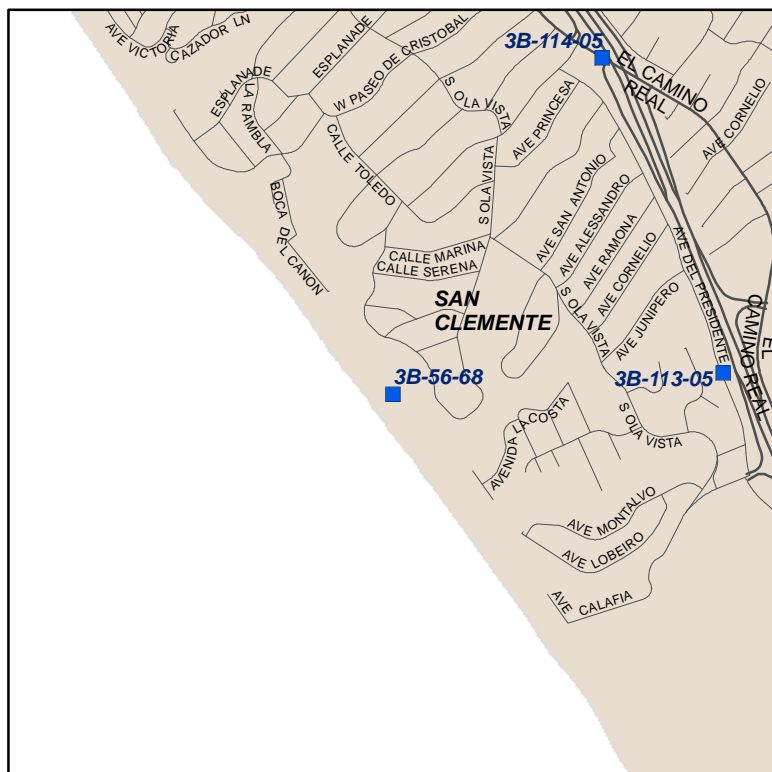 AVE VICTORIA
CAZADOR LN
ESPLANADE
ESPLANADE
LA RAMBLA
W PASEO DE CRISTOBAL
S OLA VISTA
3B-114-05
EL CAMINO
REAL
AVE PRINCESA
AVE CORNELIO
CALLE TOLEDO
BOCA DEL CANON
S OLA VISTA
AVE SAN ANTONIO
AVE ALESSANDRO
AVE RAMONA
AVE CORNELIO
AVE DEL PRESIDENTE
CALLE MARINA
CALLE SERENA
SAN
CLEMENTE
S OLA VISTA
AVE JUNIPERO
EL
CAMINO REAL
3B-56-68
3B-113-05
AVENIDA LACOSTA
S OLA VISTA
AVE MONTALVO
AVE LOBEIRO
AVE CALAFIA